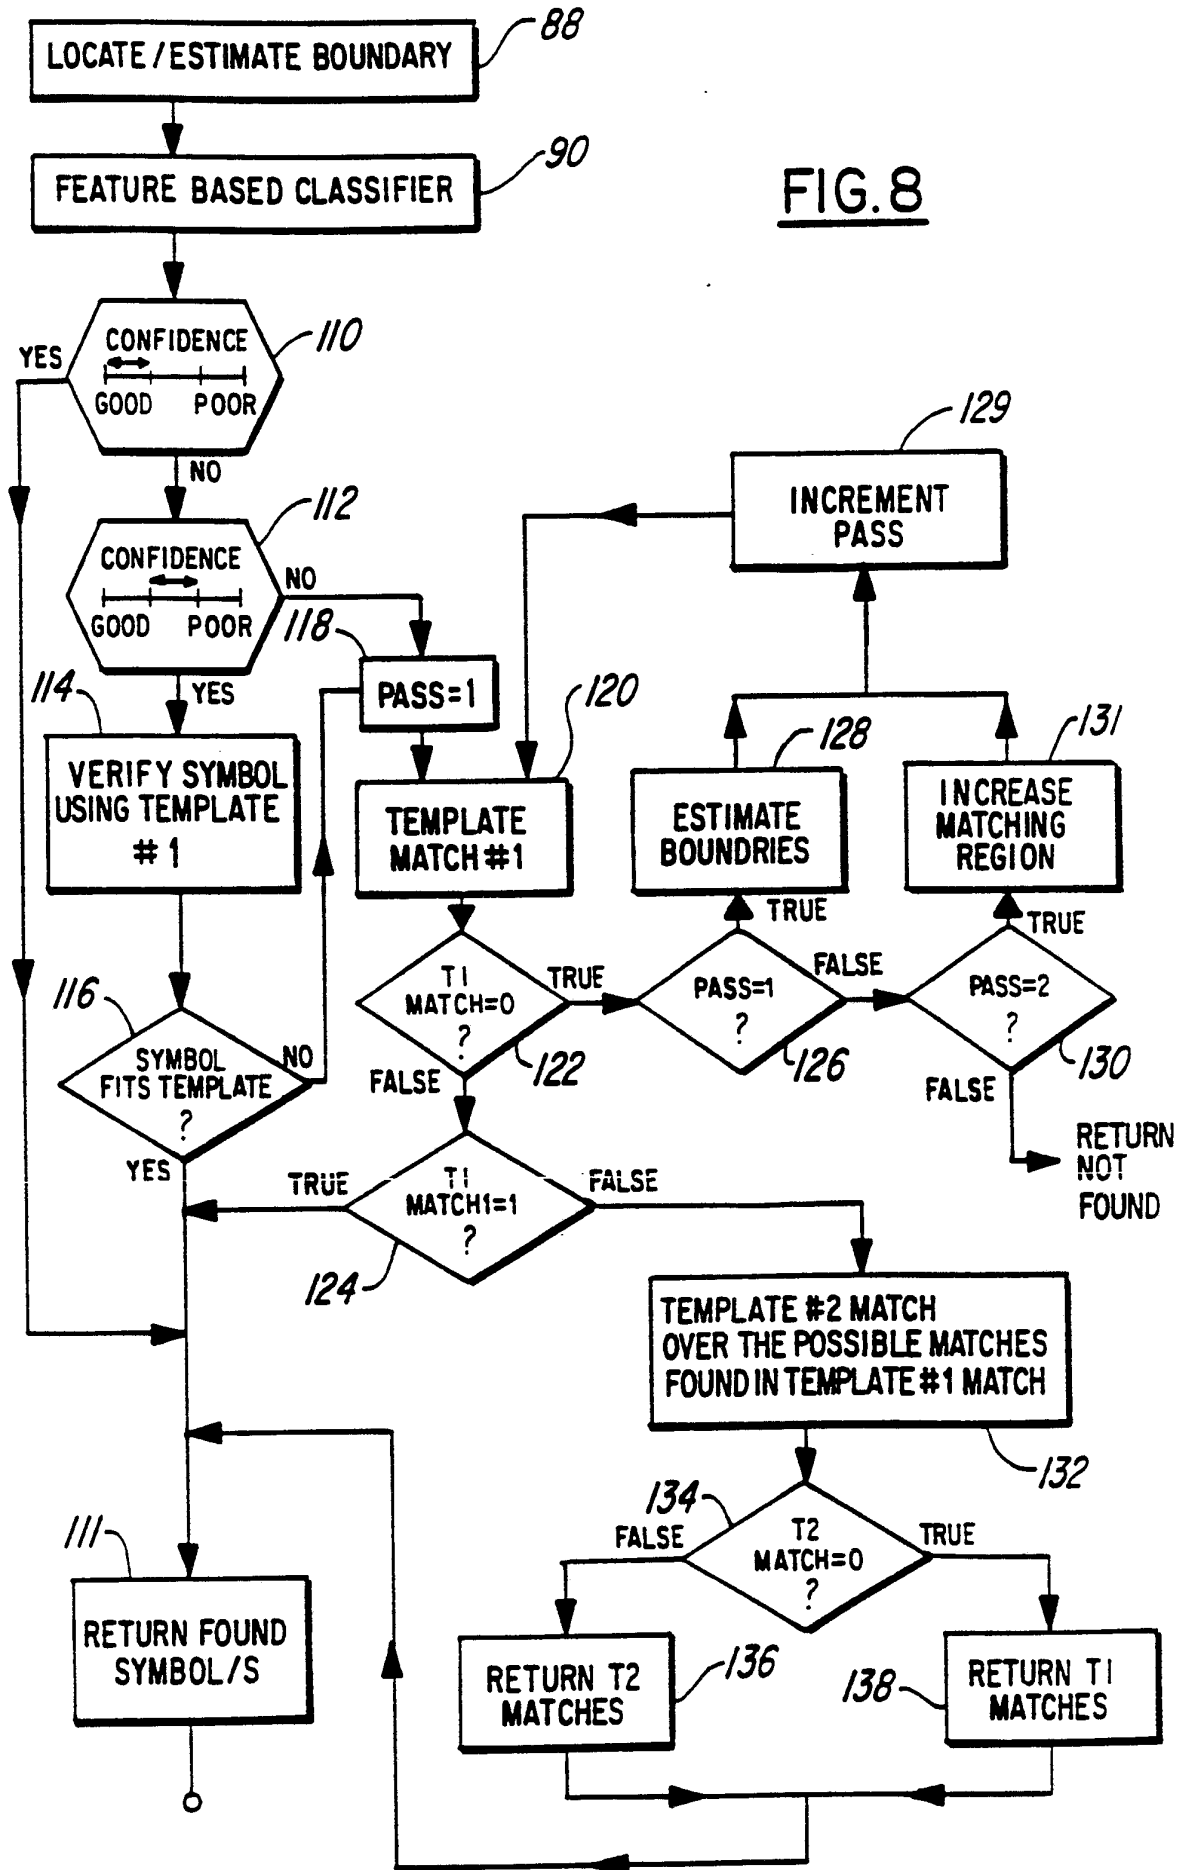 88
LOCATE/ESTIMATE BOUNDARY
90
FEATURE BASED CLASSIFIER
FIG. 8
110
CONFIDENCE
YES
GOOD POOR
NO
129
INCREMENT
PASS
112
CONFIDENCE
NO
GOOD POOR
118
YES
PASS=1
114
VERIFY SYMBOL
USING TEMPLATE
#1
120
TEMPLATE
MATCH #1
128
ESTIMATE
BOUNDRIES
TRUE
131
INCREASE
MATCHING
REGION
TRUE
116
SYMBOL
FITS TEMPLATE
?
NO
YES
T1
MATCH=0
?
TRUE
122
FALSE
PASS=1
?
FALSE
126
PASS=2
?
130
FALSE
RETURN
NOT
FOUND
TRUE
T1
MATCH1=1
?
FALSE
124
TEMPLATE #2 MATCH
OVER THE POSSIBLE MATCHES
FOUND IN TEMPLATE #1 MATCH
132
134
FALSE
T2
MATCH=0
?
TRUE
111
RETURN FOUND
SYMBOL/S
RETURN T2
MATCHES
136
138
RETURN T1
MATCHES